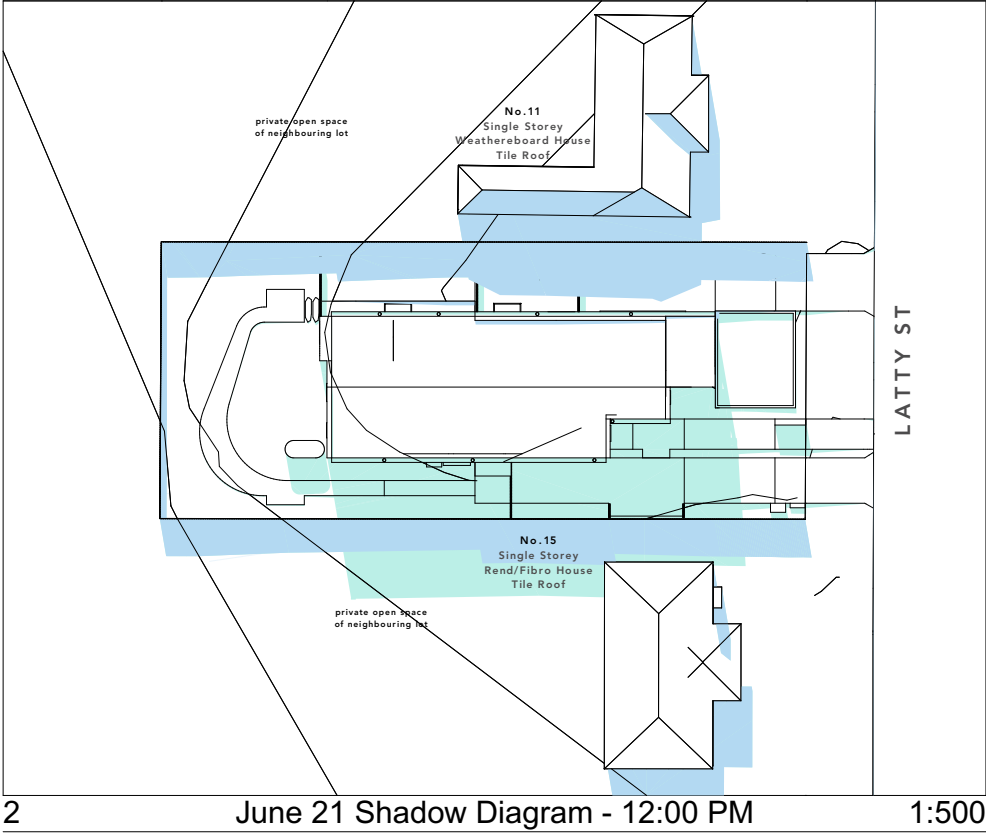 private open space
of neighbouring lot
No.11
Single Storey
Weathereboard House
Tile Roof
LATTY ST
No.15
Single Storey
Rend/Fibro House
Tile Roof
private open space
of neighbouring lot
2 June 21 Shadow Diagram - 12:00 PM 1:500